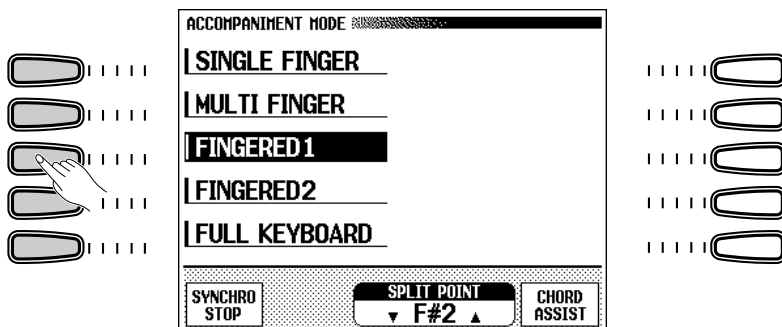 ACCOMPANIMENT MODE
SINGLE FINGER
MULTI FINGER
FINGERED1
FINGERED2
FULL KEYBOARD
SYNCHRO
STOP
SPLIT POINT
▼ F#2 ▲
CHORD
ASSIST